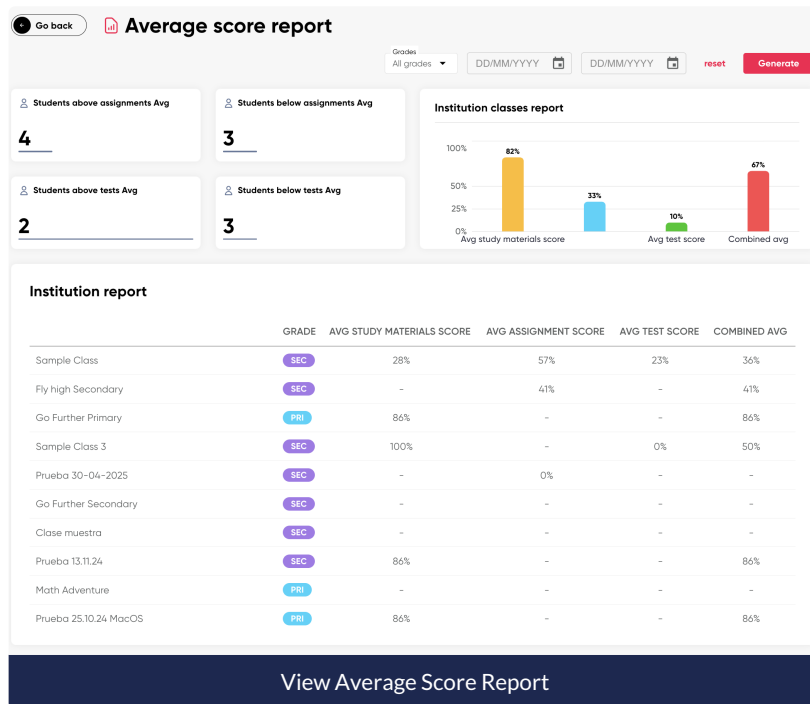 Go back
Average score report
Grades
All grades
DD/MM/YYYY
DD/MM/YYYY
reset
Generate
Students above assignments Avg
4
Students below assignments Avg
3
Students above tests Avg
2
Students below tests Avg
3
Institution classes report
100%
50%
25%
0%
82%
33%
10%
67%
Avg study materials score
Avg test score
Combined avg
Institution report
GRADE AVG STUDY MATERIALS SCORE AVG ASSIGNMENT SCORE AVG TEST SCORE COMBINED AVG
Sample Class SEC 28% 57% 23% 36%
Fly high Secondary SEC - 41% - 41%
Go Further Primary PRI 86% - - 86%
Sample Class 3 SEC 100% - 0% 50%
Prueba 30-04-2025 SEC - 0% - -
Go Further Secondary SEC - - - -
Clase muestra SEC - - - -
Prueba 13.11.24 SEC 86% - - 86%
Math Adventure PRI - - - -
Prueba 25.10.24 MacOS PRI 86% - - 86%
View Average Score Report